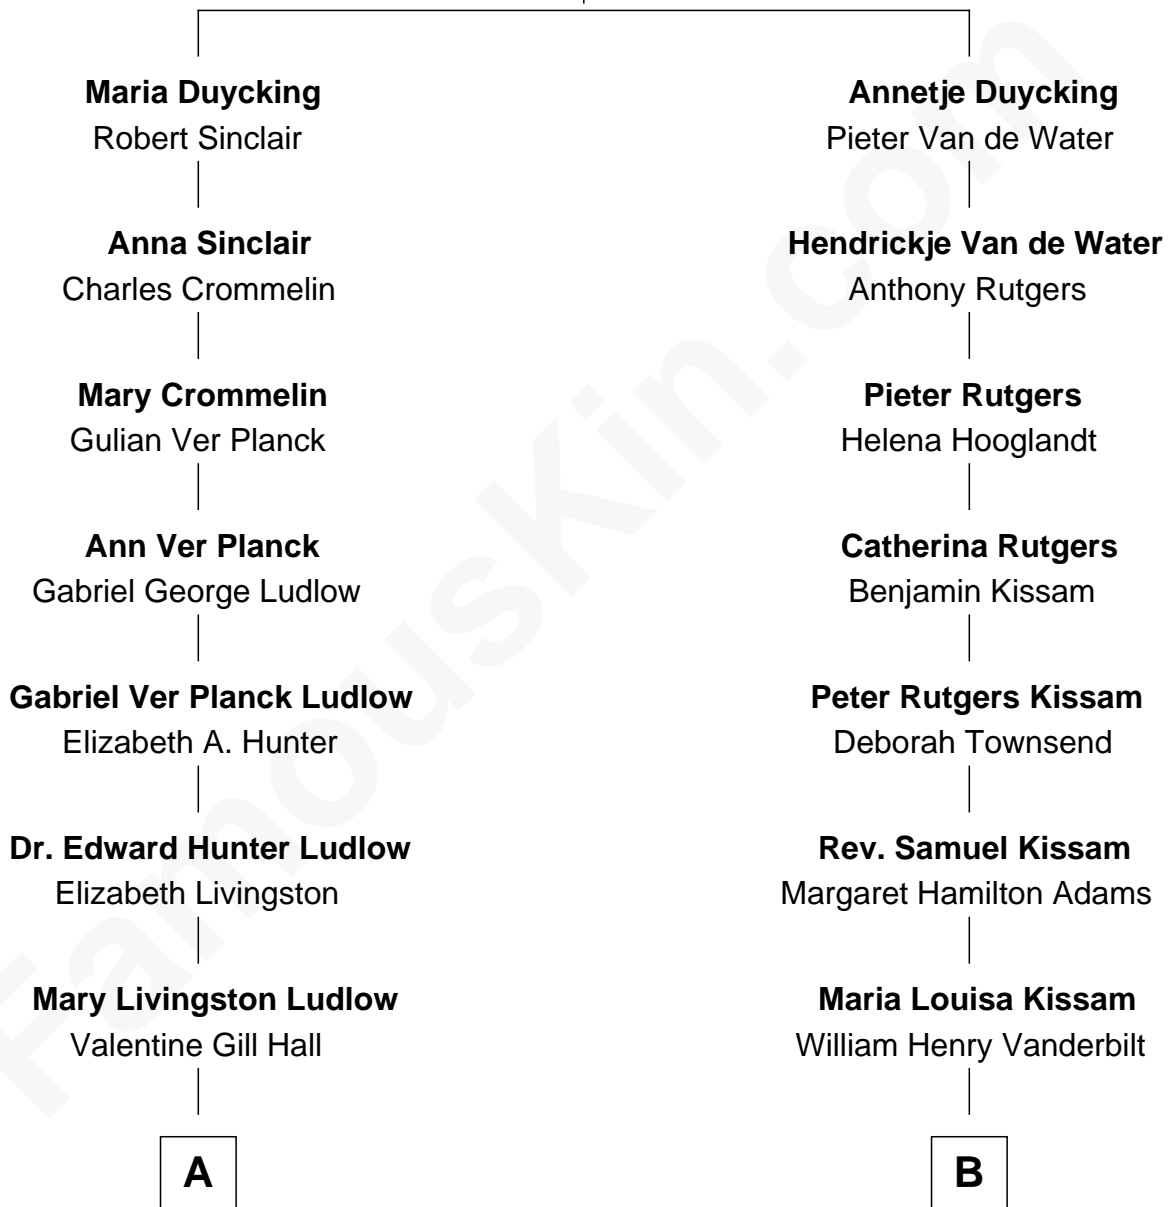 Maria Duycking
Robert Sinclair
Anna Sinclair
Charles Crommelin
Mary Crommelin
Gulian Ver Planck
Ann Ver Planck
Gabriel George Ludlow
Gabriel Ver Planck Ludlow
Elizabeth A. Hunter
Dr. Edward Hunter Ludlow
Elizabeth Livingston
Mary Livingston Ludlow
Valentine Gill Hall
A
Annetje Duycking
Pieter Van de Water
Hendrickje Van de Water
Anthony Rutgers
Pieter Rutgers
Helena Hooglandt
Catherina Rutgers
Benjamin Kissam
Peter Rutgers Kissam
Deborah Townsend
Rev. Samuel Kissam
Margaret Hamilton Adams
Maria Louisa Kissam
William Henry Vanderbilt
B
FamousKin.com